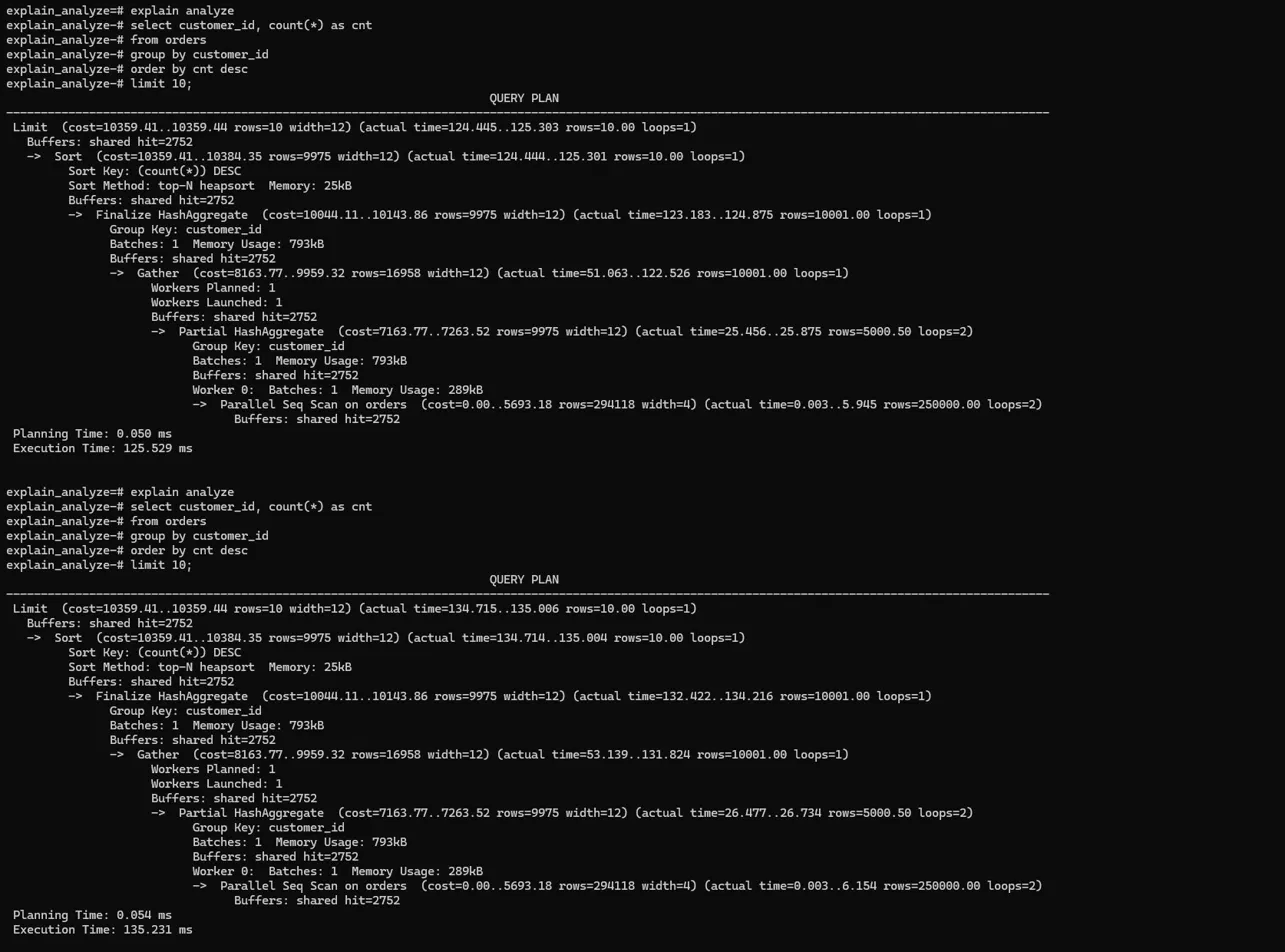 explain_analyze=# explain analyze
explain_analyze-# select customer_id, count(*) as cnt
explain_analyze-# from orders
explain_analyze-# group by customer_id
explain_analyze-# order by cnt desc
explain_analyze-# limit 10;
QUERY PLAN
Limit  (cost=10359.41..10359.44 rows=10 width=12) (actual time=124.445..125.303 rows=10.00 loops=1)
Buffers: shared hit=2752
->  Sort  (cost=10359.41..10384.35 rows=9975 width=12) (actual time=124.444..125.301 rows=10.00 loops=1)
Sort Key: (count(*)) DESC
Sort Method: top-N heapsort  Memory: 25kB
Buffers: shared hit=2752
->  Finalize HashAggregate  (cost=10044.11..10143.86 rows=9975 width=12) (actual time=123.183..124.875 rows=10001.00 loops=1)
Group Key: customer_id
Batches: 1  Memory Usage: 793kB
Buffers: shared hit=2752
->  Gather  (cost=8163.77..9959.32 rows=16958 width=12) (actual time=51.063..122.526 rows=10001.00 loops=1)
Workers Planned: 1
Workers Launched: 1
Buffers: shared hit=2752
->  Partial HashAggregate  (cost=7163.77..7263.52 rows=9975 width=12) (actual time=25.456..25.875 rows=5000.50 loops=2)
Group Key: customer_id
Batches: 1  Memory Usage: 793kB
Buffers: shared hit=2752
Worker 0:  Batches: 1  Memory Usage: 289kB
->  Parallel Seq Scan on orders  (cost=0.00..5693.18 rows=294118 width=4) (actual time=0.003..5.945 rows=250000.00 loops=2)
Buffers: shared hit=2752
Planning Time: 0.050 ms
Execution Time: 125.529 ms
explain_analyze=# explain analyze
explain_analyze-# select customer_id, count(*) as cnt
explain_analyze-# from orders
explain_analyze-# group by customer_id
explain_analyze-# order by cnt desc
explain_analyze-# limit 10;
QUERY PLAN
Limit  (cost=10359.41..10359.44 rows=10 width=12) (actual time=134.715..135.006 rows=10.00 loops=1)
Buffers: shared hit=2752
->  Sort  (cost=10359.41..10384.35 rows=9975 width=12) (actual time=134.714..135.004 rows=10.00 loops=1)
Sort Key: (count(*)) DESC
Sort Method: top-N heapsort  Memory: 25kB
Buffers: shared hit=2752
->  Finalize HashAggregate  (cost=10044.11..10143.86 rows=9975 width=12) (actual time=132.422..134.216 rows=10001.00 loops=1)
Group Key: customer_id
Batches: 1  Memory Usage: 793kB
Buffers: shared hit=2752
->  Gather  (cost=8163.77..9959.32 rows=16958 width=12) (actual time=53.139..131.824 rows=10001.00 loops=1)
Workers Planned: 1
Workers Launched: 1
Buffers: shared hit=2752
->  Partial HashAggregate  (cost=7163.77..7263.52 rows=9975 width=12) (actual time=26.477..26.734 rows=5000.50 loops=2)
Group Key: customer_id
Batches: 1  Memory Usage: 793kB
Buffers: shared hit=2752
Worker 0:  Batches: 1  Memory Usage: 289kB
->  Parallel Seq Scan on orders  (cost=0.00..5693.18 rows=294118 width=4) (actual time=0.003..6.154 rows=250000.00 loops=2)
Buffers: shared hit=2752
Planning Time: 0.054 ms
Execution Time: 135.231 ms